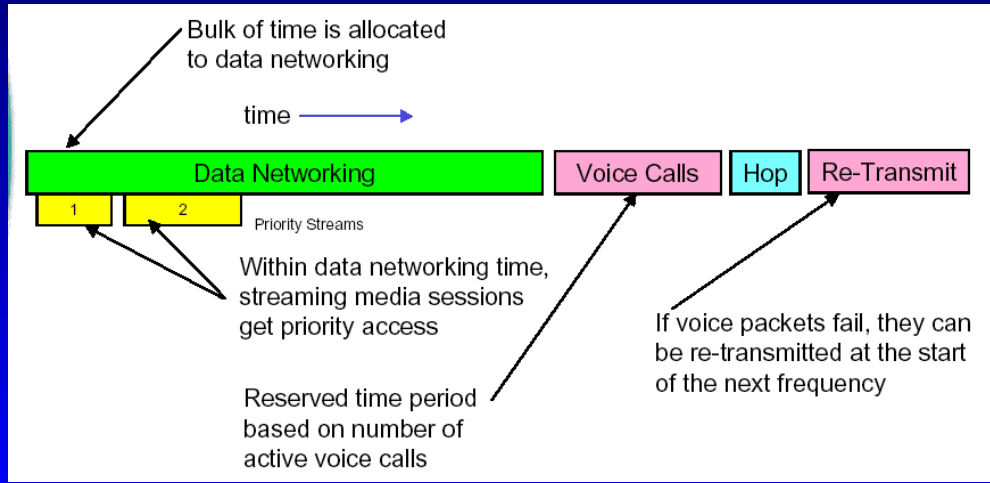 Bulk of time is allocated
to data networking
time
Data Networking
Voice Calls
Hop
Re-Transmit
1
2
Priority Streams
Within data networking time,
streaming media sessions
get priority access
If voice packets fail, they can
be re-transmitted at the start
of the next frequency
Reserved time period
based on number of
active voice calls